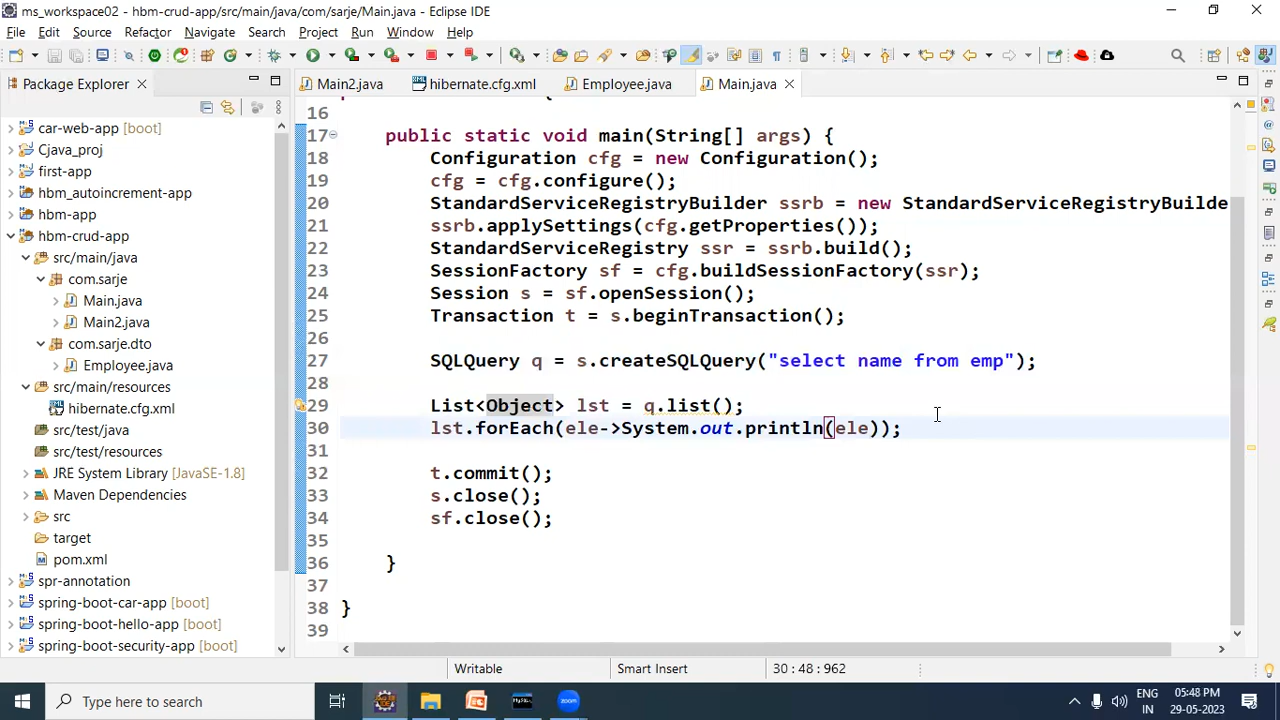 ms_workspace02 - hbm-crud-app/src/main/java/com/sarje/Main.java - Eclipse IDE
File Edit Source Refactor Navigate Search Project Run Window Help
Package Explorer
Main2.java hibernate.cfg.xml Employee.java Main.java
car-web-app [boot]
Cjava_proj
first-app
hbm_autoincrement-app
hbm-app
hbm-crud-app
src/main/java
com.sarje
Main.java
Main2.java
com.sarje.dto
Employee.java
src/main/resources
hibernate.cfg.xml
src/test/java
src/test/resources
JRE System Library [JavaSE-1.8]
Maven Dependencies
src
target
pom.xml
spr-annotation
spring-boot-car-app [boot]
spring-boot-hello-app [boot]
spring-boot-security-app [boot]
16
17 public static void main(String[] args) {
18 Configuration cfg = new Configuration();
19 cfg = cfg.configure();
20 StandardServiceRegistryBuilder ssrb = new StandardServiceRegistryBuilde
21 ssrb.applySettings(cfg.getProperties());
22 StandardServiceRegistry ssr = ssrb.build();
23 SessionFactory sf = cfg.buildSessionFactory(ssr);
24 Session s = sf.openSession();
25 Transaction t = s.beginTransaction();
26
27 SQLQuery q = s.createSQLQuery("select name from emp");
28
29 List<Object> lst = q.list();
30 lst.forEach(ele->System.out.println(ele));
32 t.commit();
33 s.close();
34 sf.close();
35
36 }
37
38 }
39
Writable Smart Insert 30 : 48 : 962
Type here to search
ENG
IN
05:48 PM
29-05-2023